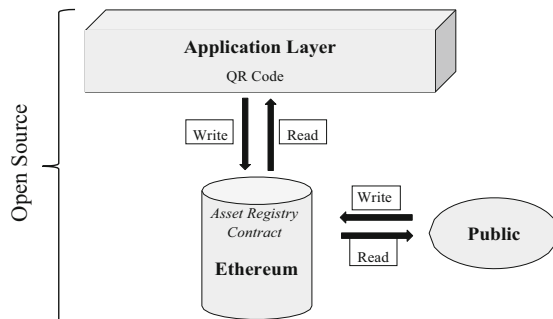 Open Source
Application Layer
QR Code
Write
Read
Asset Registry
Contract
Ethereum
Write
Read
Public